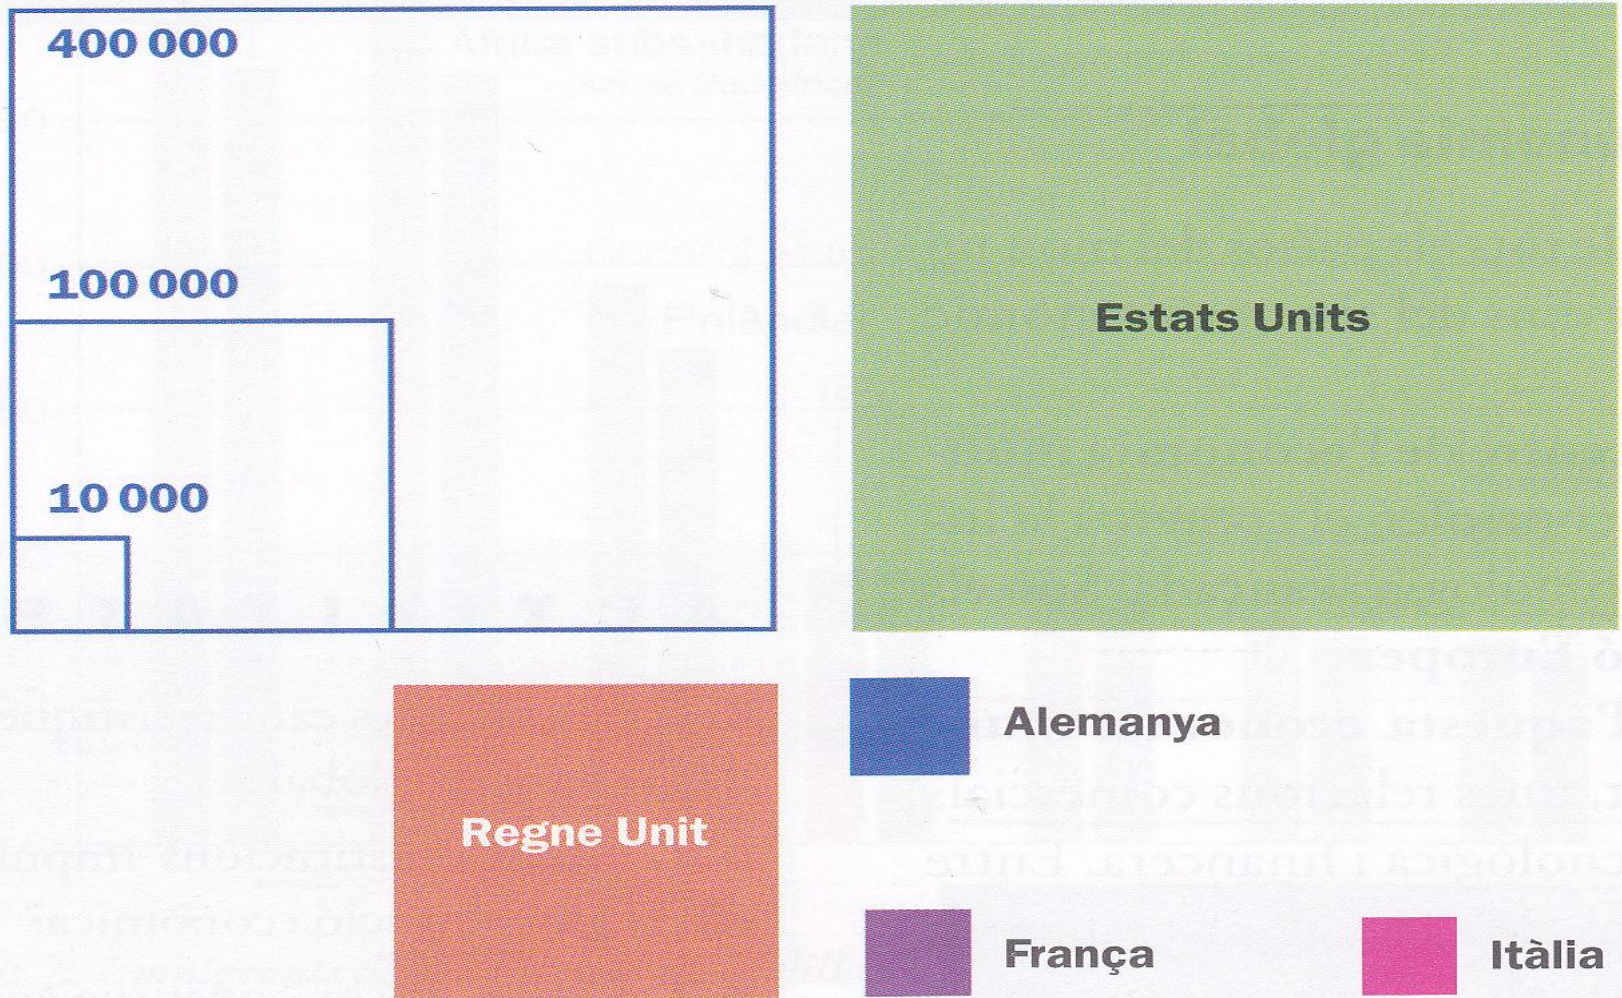 400 000
100 000
10 000
Estats Units
Regne Unit
Alemanya
França
Itàlia